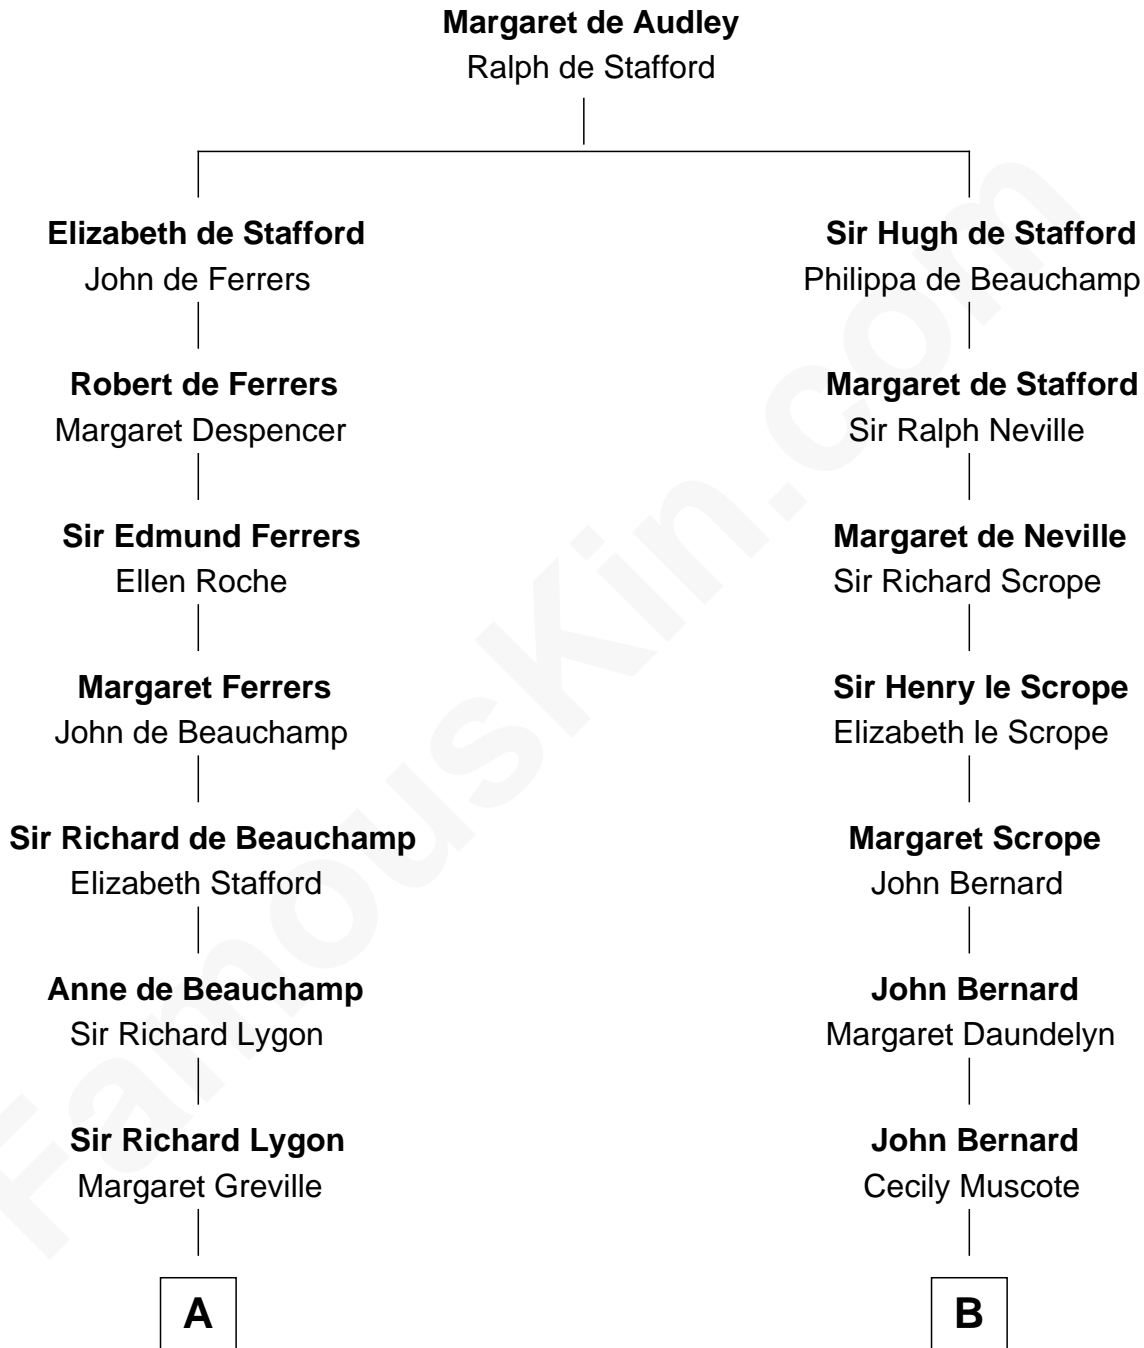 Margaret de Audley
Ralph de Stafford
Elizabeth de Stafford
John de Ferrers
Sir Hugh de Stafford
Philippa de Beauchamp
Robert de Ferrers
Margaret Despencer
Margaret de Stafford
Sir Ralph Neville
Sir Edmund Ferrers
Ellen Roche
Margaret de Neville
Sir Richard Scrope
Margaret Ferrers
John de Beauchamp
Sir Henry le Scrope
Elizabeth le Scrope
Sir Richard de Beauchamp
Elizabeth Stafford
Margaret Scrope
John Bernard
Anne de Beauchamp
Sir Richard Lygon
John Bernard
Margaret Daundelyn
Sir Richard Lygon
Margaret Greville
John Bernard
Cecily Muscote
A
B
FamousKin.com